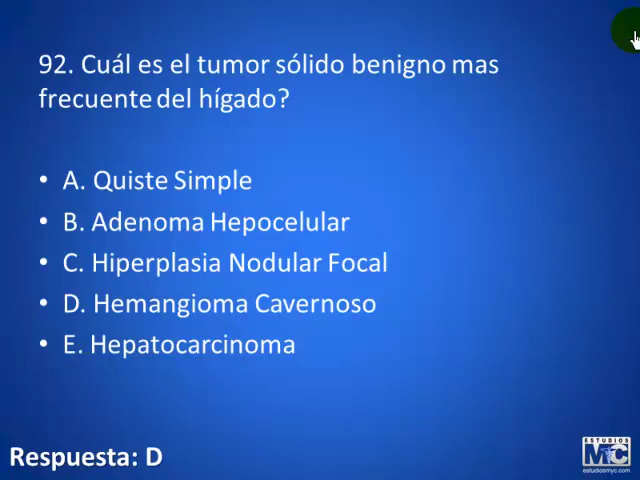 92. Cuál es el tumor sólido benigno mas
frecuente del hígado?
• A. Quiste Simple
• B. Adenoma Hepocelular
• C. Hiperplasia Nodular Focal
• D. Hemangioma Cavernoso
• E. Hepatocarcinoma
Respuesta: D
ESTUDIOS
MyC
estudiosmyc.com